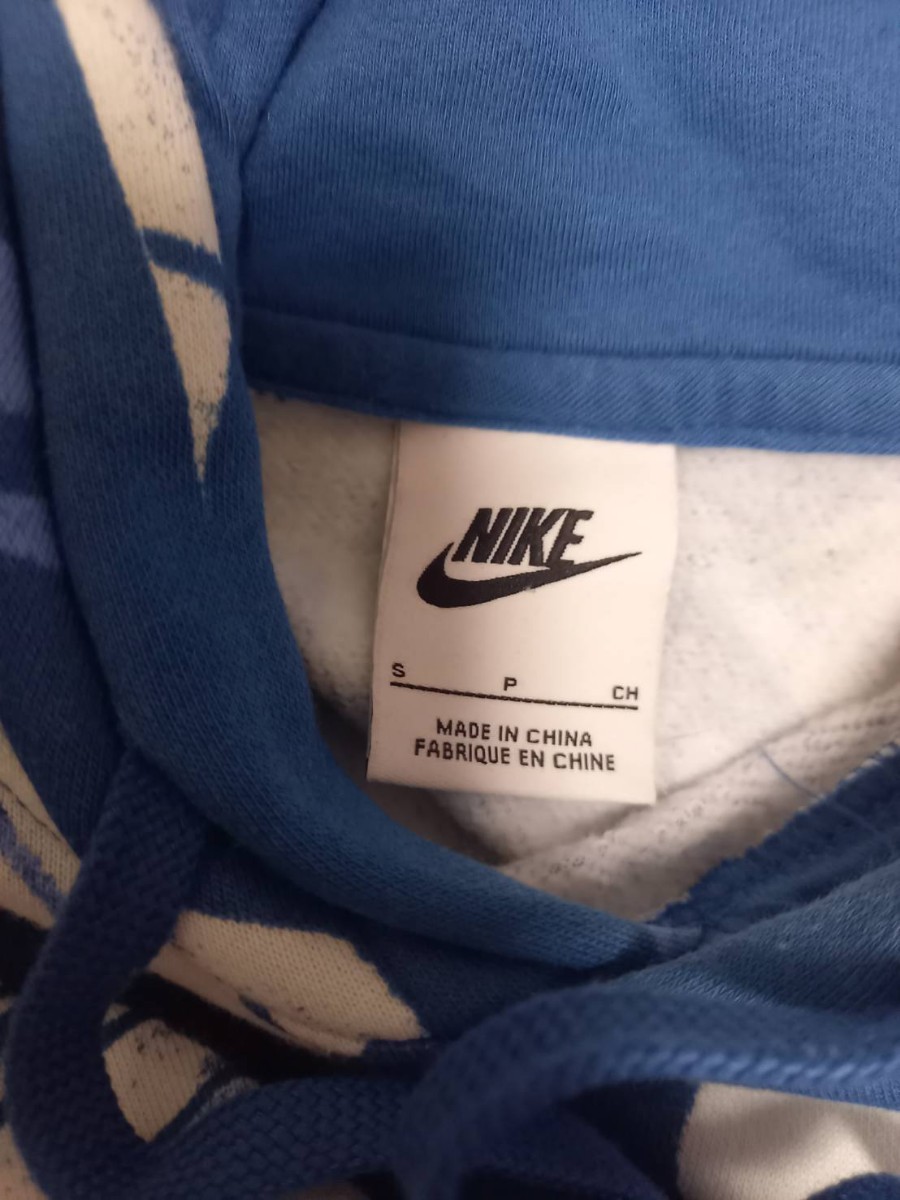 NIKE
S P CH
MADE IN CHINA
FABRIQUE EN CHINE